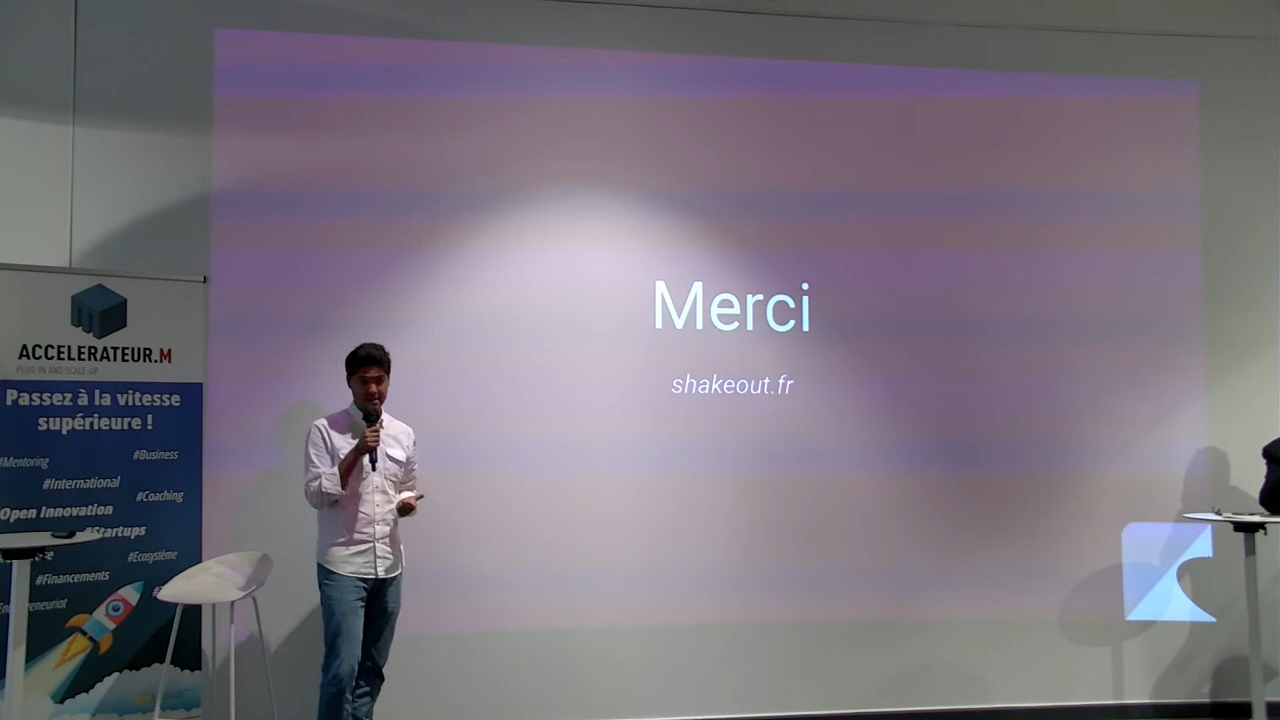 Merci
shakeout.fr
ACCELERATEUR.M
PLUG-IN AND SCALE-UP
Passez à la vitesse
supérieure !
#Mentoring
#Business
#International
#Coaching
Open Innovation
#Startups
#Ecosystème
#Financements